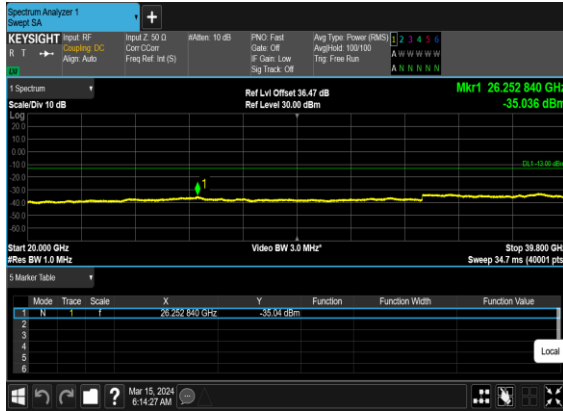 Spectrum Analyzer 1
Swept SA
+
KEYSIGHT Input: RF Input Z: 50 Ω #Atten: 10 dB PNO: Fast Avg Type: Power (RMS) 1 2 3 4 5 6
R T Coupling: DC Corr CCorr Gate: Off Avg|Hold: 100/100 A W W W W W
Align: Auto Freq Ref: Int (S) IF Gain: Low Trig: Free Run
LU Sig Track: Off A N N N N N
1 Spectrum Ref Lvl Offset 36.47 dB Mkr1 26.252 840 GHz
Scale/Div 10 dB Ref Level 30.00 dBm -35.036 dBm
Log
20.0
10.0
0.00
-10.0 DL1 -13.00 dBm
-20.0
-30.0 1
-40.0
-50.0
-60.0
Start 20.000 GHz Video BW 3.0 MHz* Stop 39.800 GHz
#Res BW 1.0 MHz Sweep 34.7 ms (40001 pts)
5 Marker Table
Mode Trace Scale X Y Function Function Width Function Value
1 N 1 f 26.252 840 GHz -35.04 dBm
2
3
4
5
6
Local
? Mar 15, 2024
6:14:27 AM